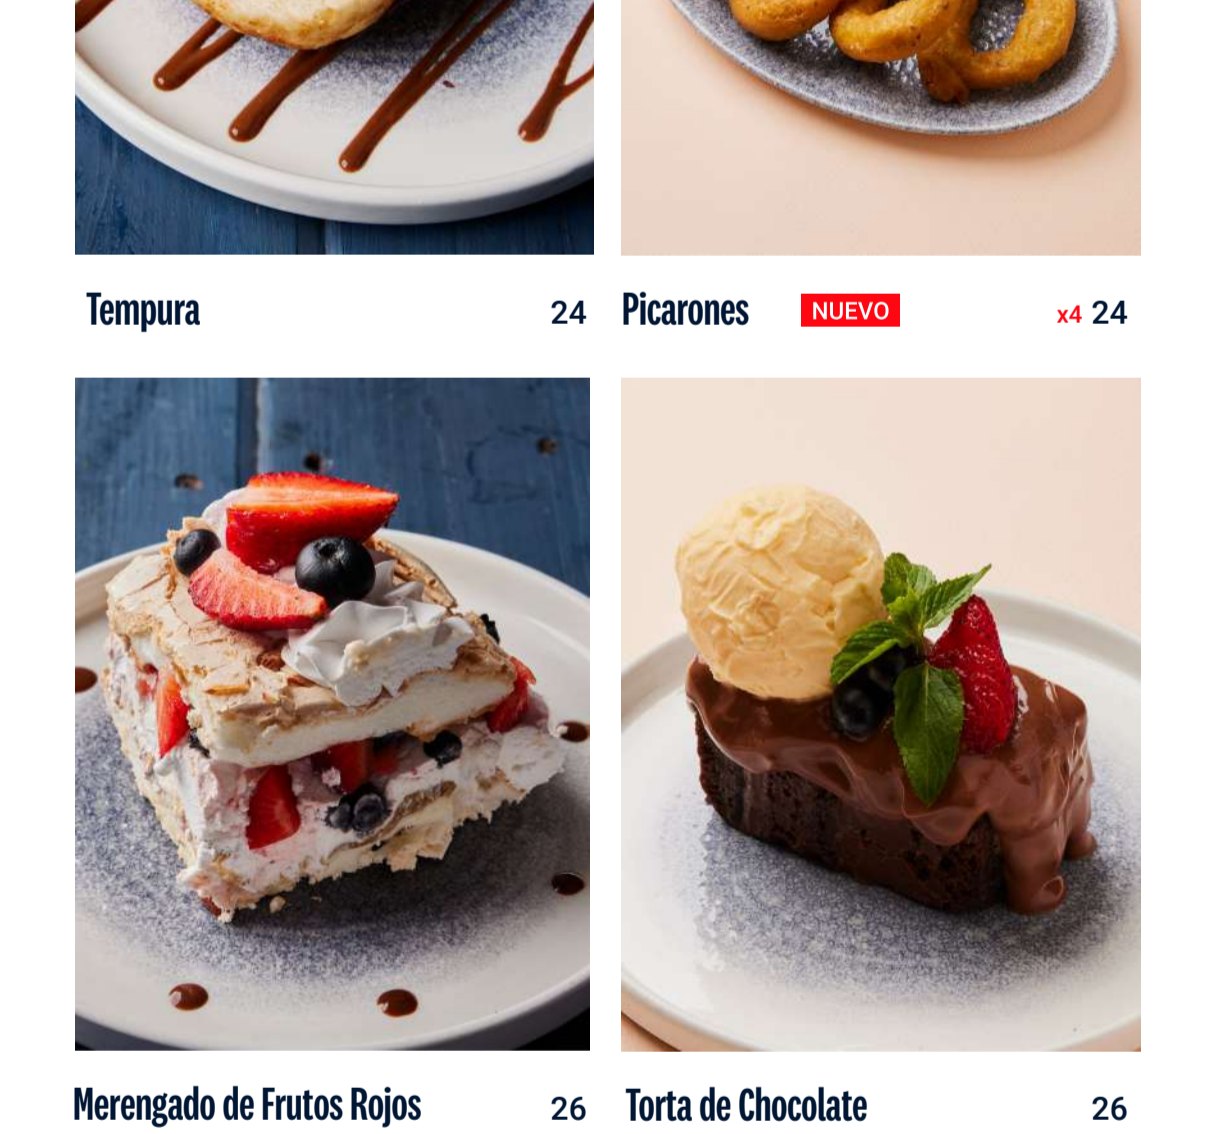 Tempura 24
Picarones NUEVO x4 24
Merengado de Frutos Rojos 26
Torta de Chocolate 26